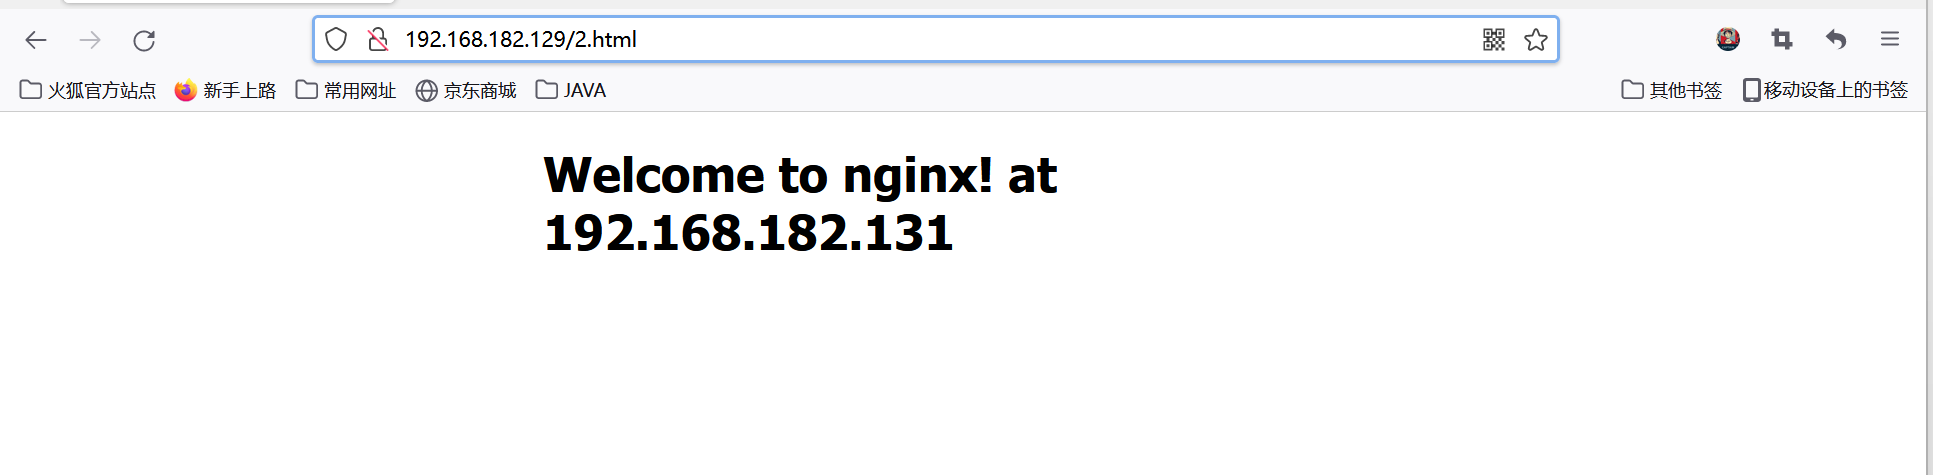 192.168.182.129/2.html
火狐官方站点 新手上路 常用网址 京东商城 JAVA 其他书签 移动设备上的书签
Welcome to nginx! at
192.168.182.131